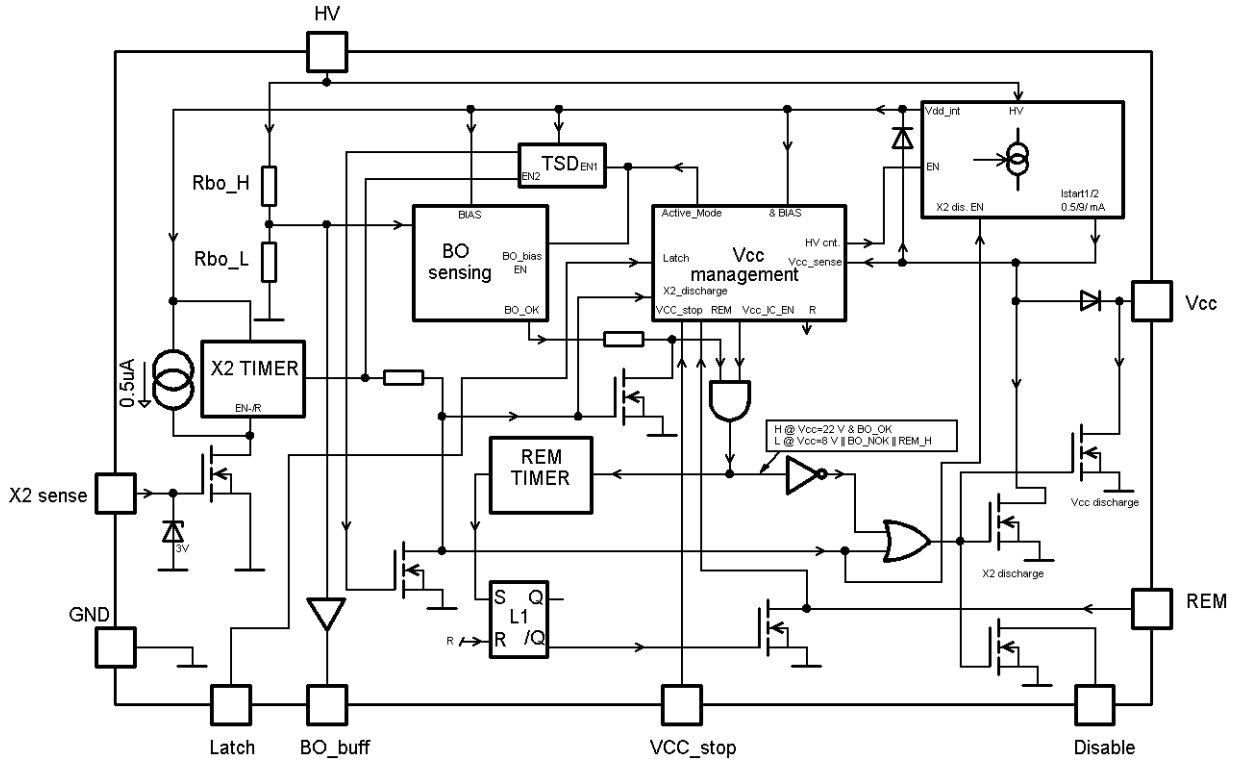 HV
Vdd_int
HV
TSD
EN1
EN2
EN
Rbo_H
Istart1/2
X2 dis. EN
0.5/9/ mA
BIAS
Active_Mode
& BIAS
BO
sensing
BO_bias
EN
BO_OK
HV cnt.
Vcc_sense
Latch
Vcc
management
X2_discharge
VCC_stop
REM
Vcc_IC_EN
R
Rbo_L
Vcc
0.5uA
X2 TIMER
EN-/R
H @ Vcc=22 V & BO_OK
L @ Vcc=8 V || BO_NOK || REM_H
REM
TIMER
X2 sense
3V
Vcc discharge
X2 discharge
GND
S
Q
L1
R
R
/Q
REM
Latch
BO_buff
VCC_stop
Disable